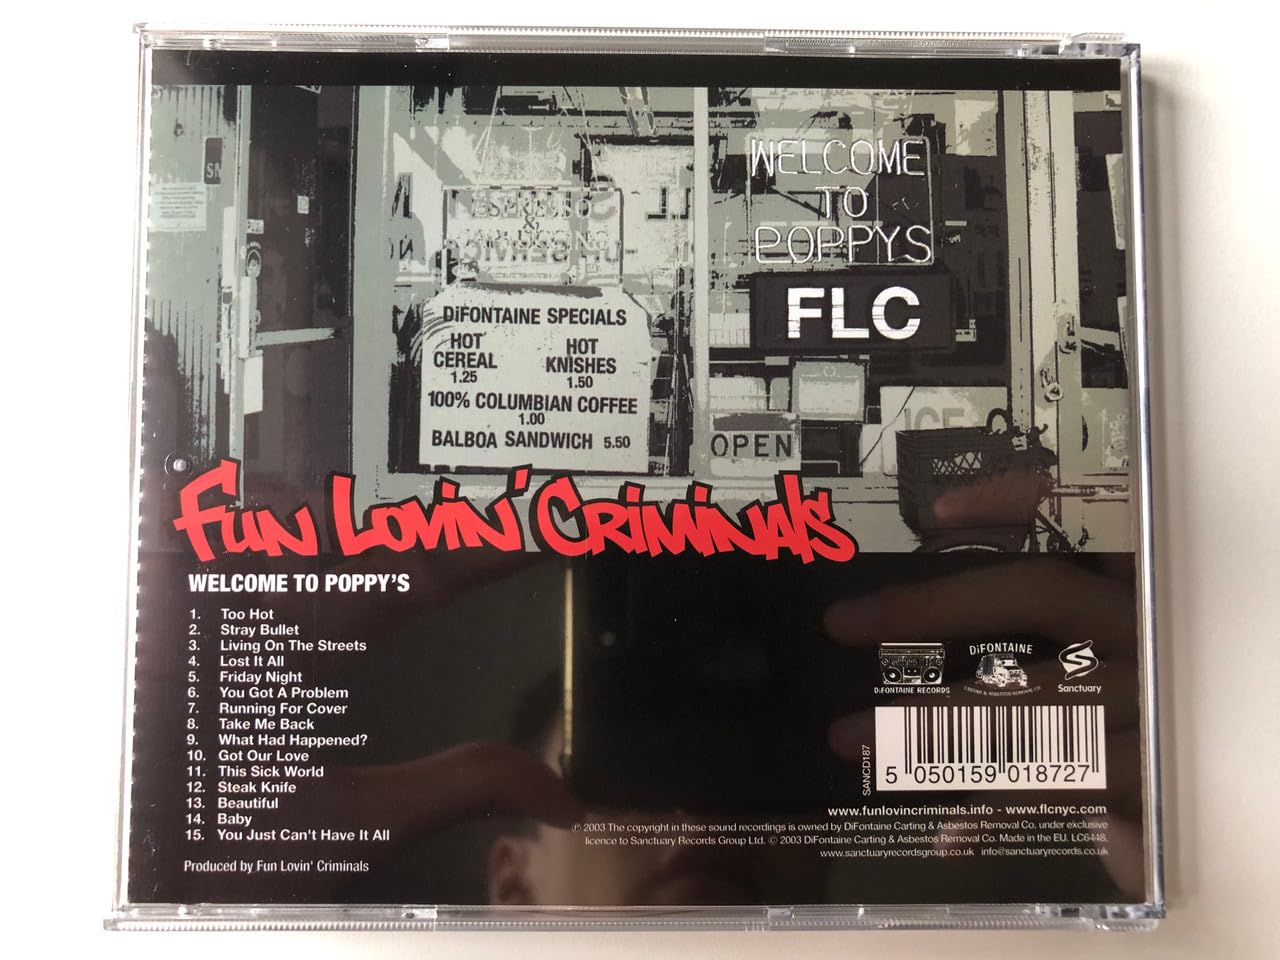 WELCOME
TO
POPPYS
FLC
ESPRESSO
&
DiFONTAINE SPECIALS
HOT
CEREAL
1.25
HOT
KNISHES
1.50
100% COLUMBIAN COFFEE
1.00
BALBOA SANDWICH 5.50
OPEN
ICE
FUN LOVIN' CRIMINALS
WELCOME TO POPPY'S
1. Too Hot
2. Stray Bullet
3. Living On The Streets
4. Lost It All
5. Friday Night
6. You Got A Problem
7. Running For Cover
8. Take Me Back
9. What Had Happened?
10. Got Our Love
11. This Sick World
12. Steak Knife
13. Beautiful
14. Baby
15. You Just Can't Have It All
Produced by Fun Lovin' Criminals
DiFONTAINE RECORDS
DiFONTAINE
CARTING & ASBESTOS REMOVAL CO.
Sanctuary
SANCD187
5 050159 018727
www.funlovincriminals.info - www.flcnyc.com
℗ 2003 The copyright in these sound recordings is owned by DiFontaine Carting & Asbestos Removal Co. under exclusive
licence to Sanctuary Records Group Ltd. © 2003 DiFontaine Carting & Asbestos Removal Co. Made in the EU. LC6448.
www.sanctuaryrecordsgroup.co.uk info@sanctuaryrecords.co.uk